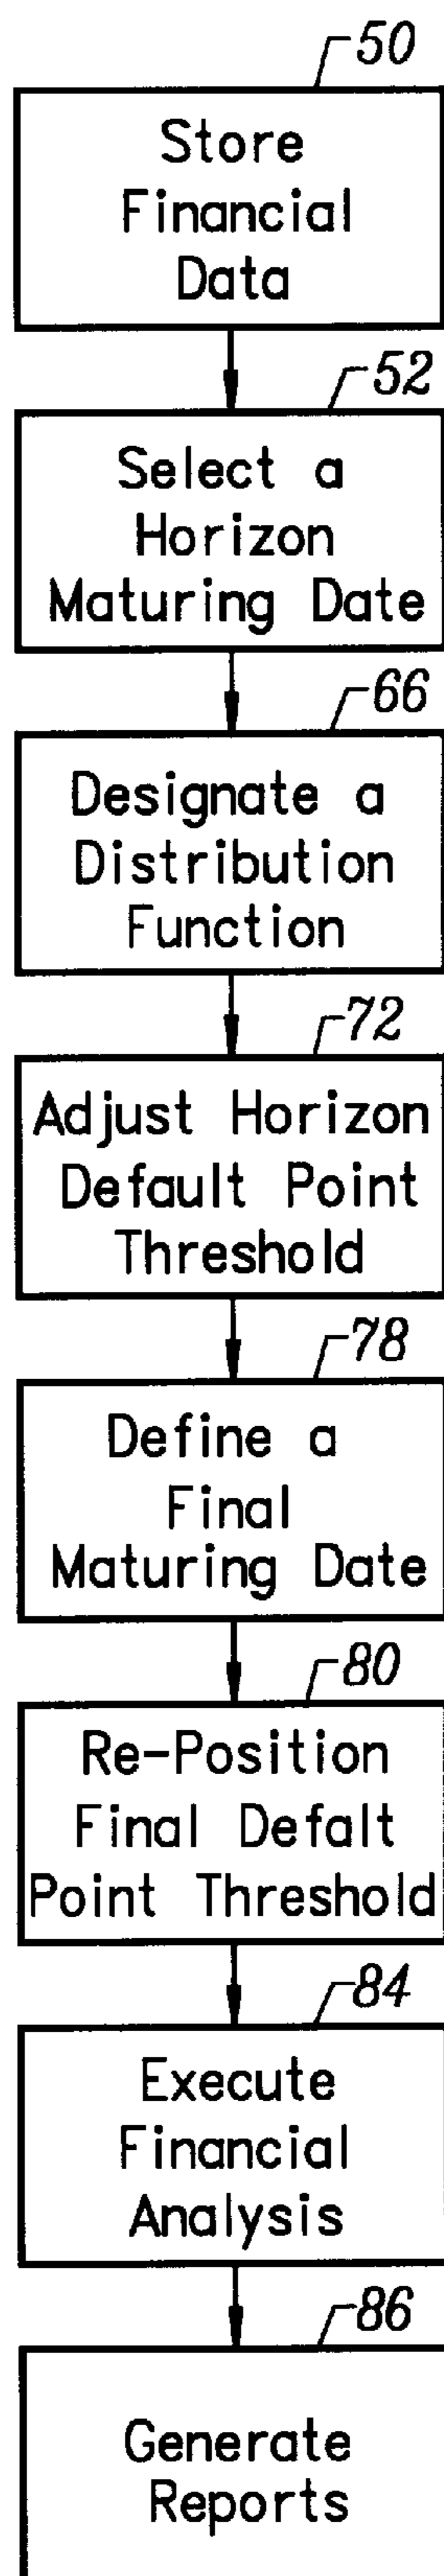 50
Store
Financial
Data
52
Select a
Horizon
Maturing Date
66
Designate a
Distribution
Function
72
Adjust Horizon
Default Point
Threshold
78
Define a
Final
Maturing Date
80
Re-Position
Final Defalt
Point Threshold
84
Execute
Financial
Analysis
86
Generate
Reports